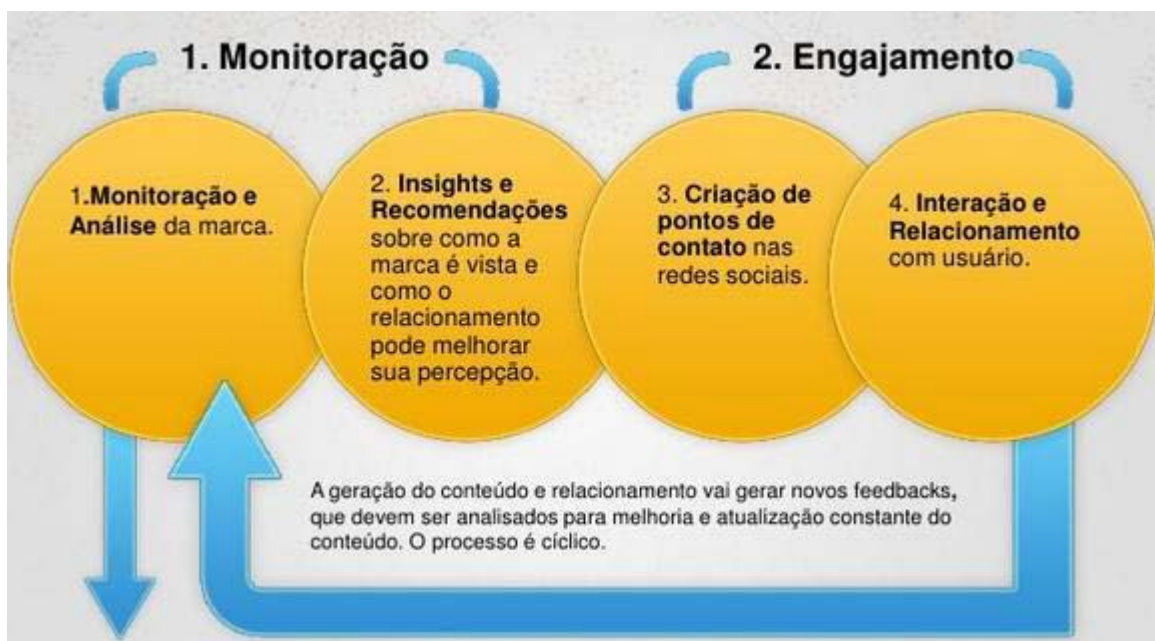 1. Monitoração
2. Engajamento
1.Monitoração e
Análise da marca.
2. Insights e
Recomendações
sobre como a
marca é vista e
como o
relacionamento
pode melhorar
sua percepção.
3. Criação de
pontos de
contato nas
redes sociais.
4. Interação e
Relacionamento
com usuário.
A geração do conteúdo e relacionamento vai gerar novos feedbacks,
que devem ser analisados para melhoria e atualização constante do
conteúdo. O processo é cíclico.